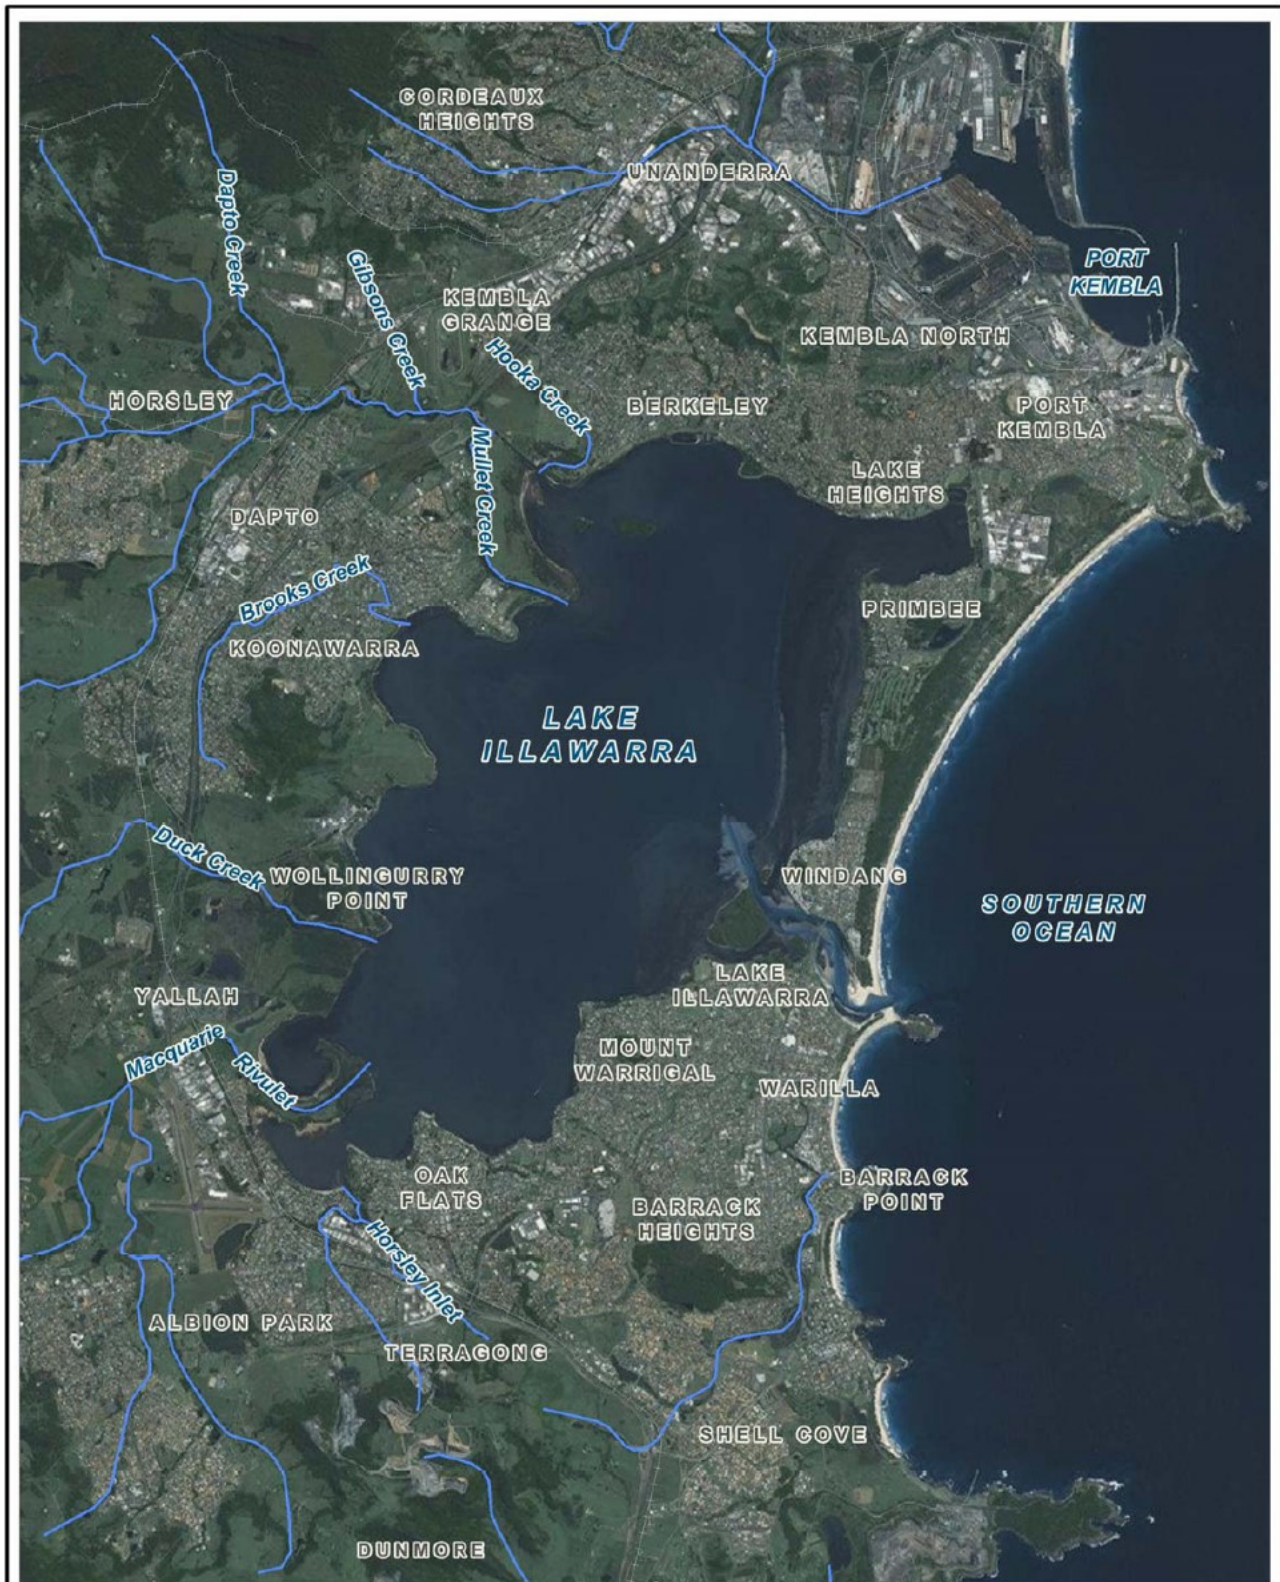 CORDEAUX
HEIGHTS
UNANDERRA
Dapto Creek
Gibsons Creek
PORT
KEMBLA
KEMBLA
GRANGE
KEMBLA NORTH
Hooka Creek
HORSLEY
BERKELEY
PORT
KEMBLA
Mullet Creek
LAKE
HEIGHTS
DAPTO
Brooks Creek
PRIMBEE
KOONAWARRA
LAKE
ILLAWARRA
Duck Creek
WOLLINGURRY
POINT
WINDANG
SOUTHERN
OCEAN
LAKE
ILLAWARRA
YALLAH
Macquarie
Rivulet
MOUNT
WARRIGAL
WARILLA
OAK
FLATS
BARRACK
POINT
BARRACK
HEIGHTS
Horsley Inlet
ALBION PARK
TERRAGONG
SHELL COVE
DUNMORE